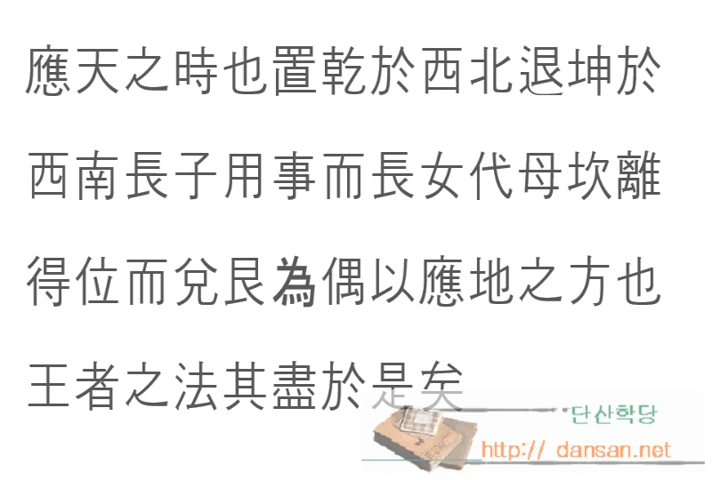 應天之時也置乾於西北退坤於
西南長子用事而長女代母坎離
得位而兌艮為偶以應地之方也
王者之法其盡於是矣
단산학당
http:// dansan.net